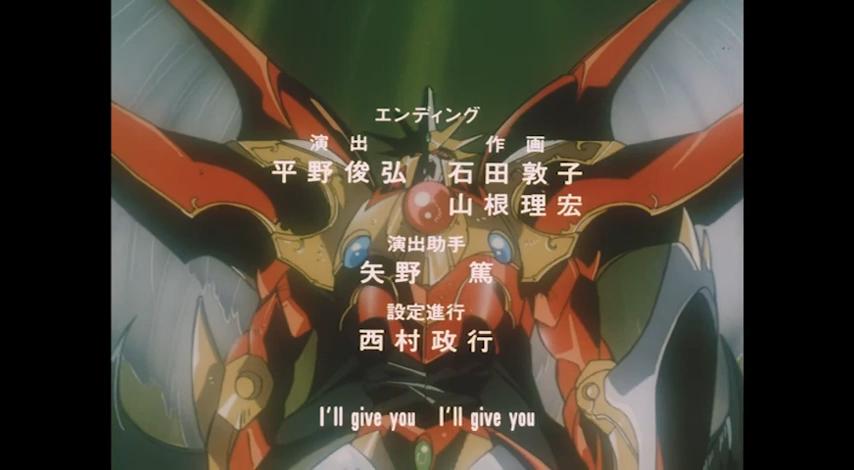 エンディング
演出 作画
平野俊弘 石田敦子
山根理宏
演出助手
矢野 篤
設定進行
西村政行
I'll give you I'll give you